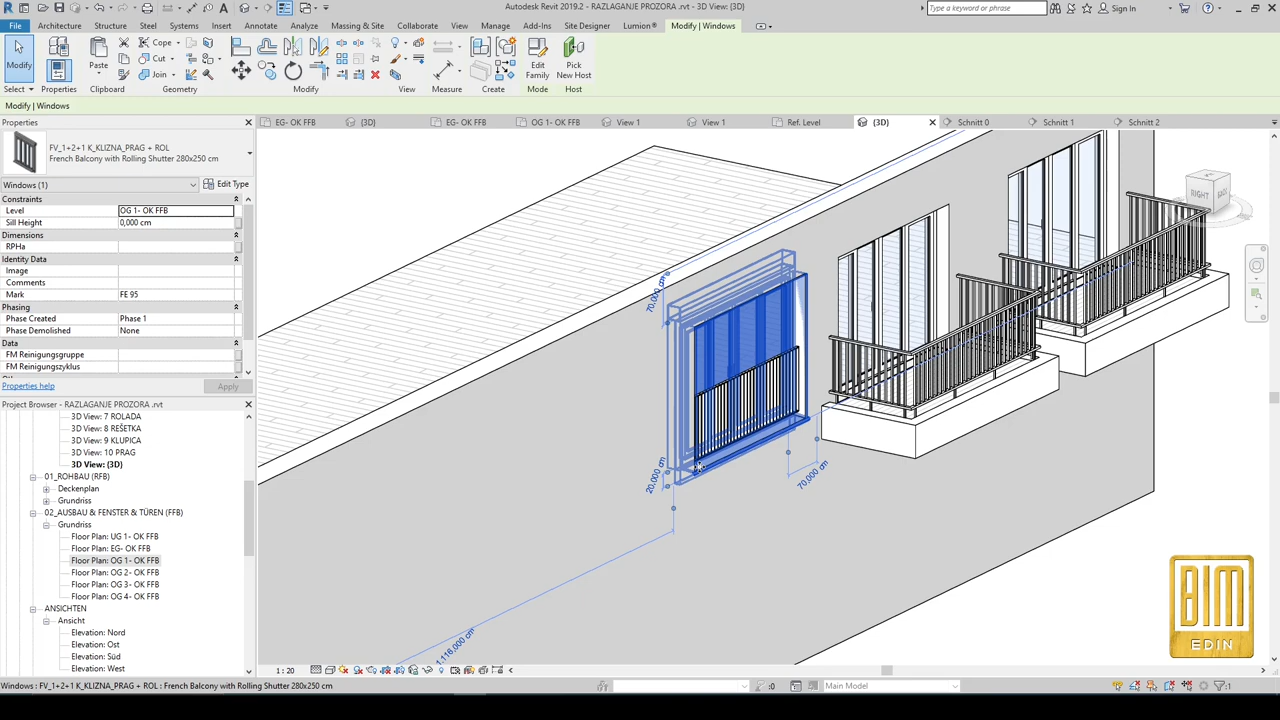 Autodesk Revit 2019.2 - RAZLAGANJE PROZORA .rvt - 3D View: {3D}
Type a keyword or phrase
Sign In
File
Architecture
Structure
Steel
Systems
Insert
Annotate
Analyze
Massing & Site
Collaborate
View
Manage
Add-Ins
Extensions
Lumion®
Modify | Windows
Modify
Paste
Cope
Cut
Join
Edit
Family
Pick
New Host
Select
Properties
Clipboard
Geometry
Modify
View
Measure
Create
Mode
Host
Modify | Windows
Properties
EG- OK FFB
{3D}
EG- OK FFB
OG 1- OK FFB
View 1
View 1
Ref. Level
{3D}
Schnitt 0
Schnitt 1
Schnitt 2
FV_1+2+1 K_KLIZNA_PRAG + ROL
French Balcony with Rolling Shutter 280x250 cm
Windows (1)
Edit Type
Constraints
Level OG 1- OK FFB
Sill Height 0,000 cm
Dimensions
RPHa
Identity Data
Image
Comments
Mark FE 95
Phasing
Phase Created Phase 1
Phase Demolished None
Data
FM Reinigungsgruppe
FM Reinigungszyklus
Properties help
Apply
Project Browser - RAZLAGANJE PROZORA .rvt
3D View: 7 ROLADA
3D View: 8 REŠETKA
3D View: 9 KLUPICA
3D View: 10 PRAG
3D View: {3D}
01_ROHBAU (RFB)
Deckenplan
Grundriss
02_AUSBAU & FENSTER & TÜREN (FFB)
Grundriss
Floor Plan: UG 1- OK FFB
Floor Plan: EG- OK FFB
Floor Plan: OG 1- OK FFB
Floor Plan: OG 2- OK FFB
Floor Plan: OG 3- OK FFB
Floor Plan: OG 4- OK FFB
ANSICHTEN
Ansicht
Elevation: Nord
Elevation: Ost
Elevation: Süd
Elevation: West
RIGHT
70,000 cm
20,000 cm
70,000 cm
1.116,000 cm
BIM
EDIN
1 : 20
Windows : FV_1+2+1 K_KLIZNA_PRAG + ROL : French Balcony with Rolling Shutter 280x250 cm
:0
Main Model
:1